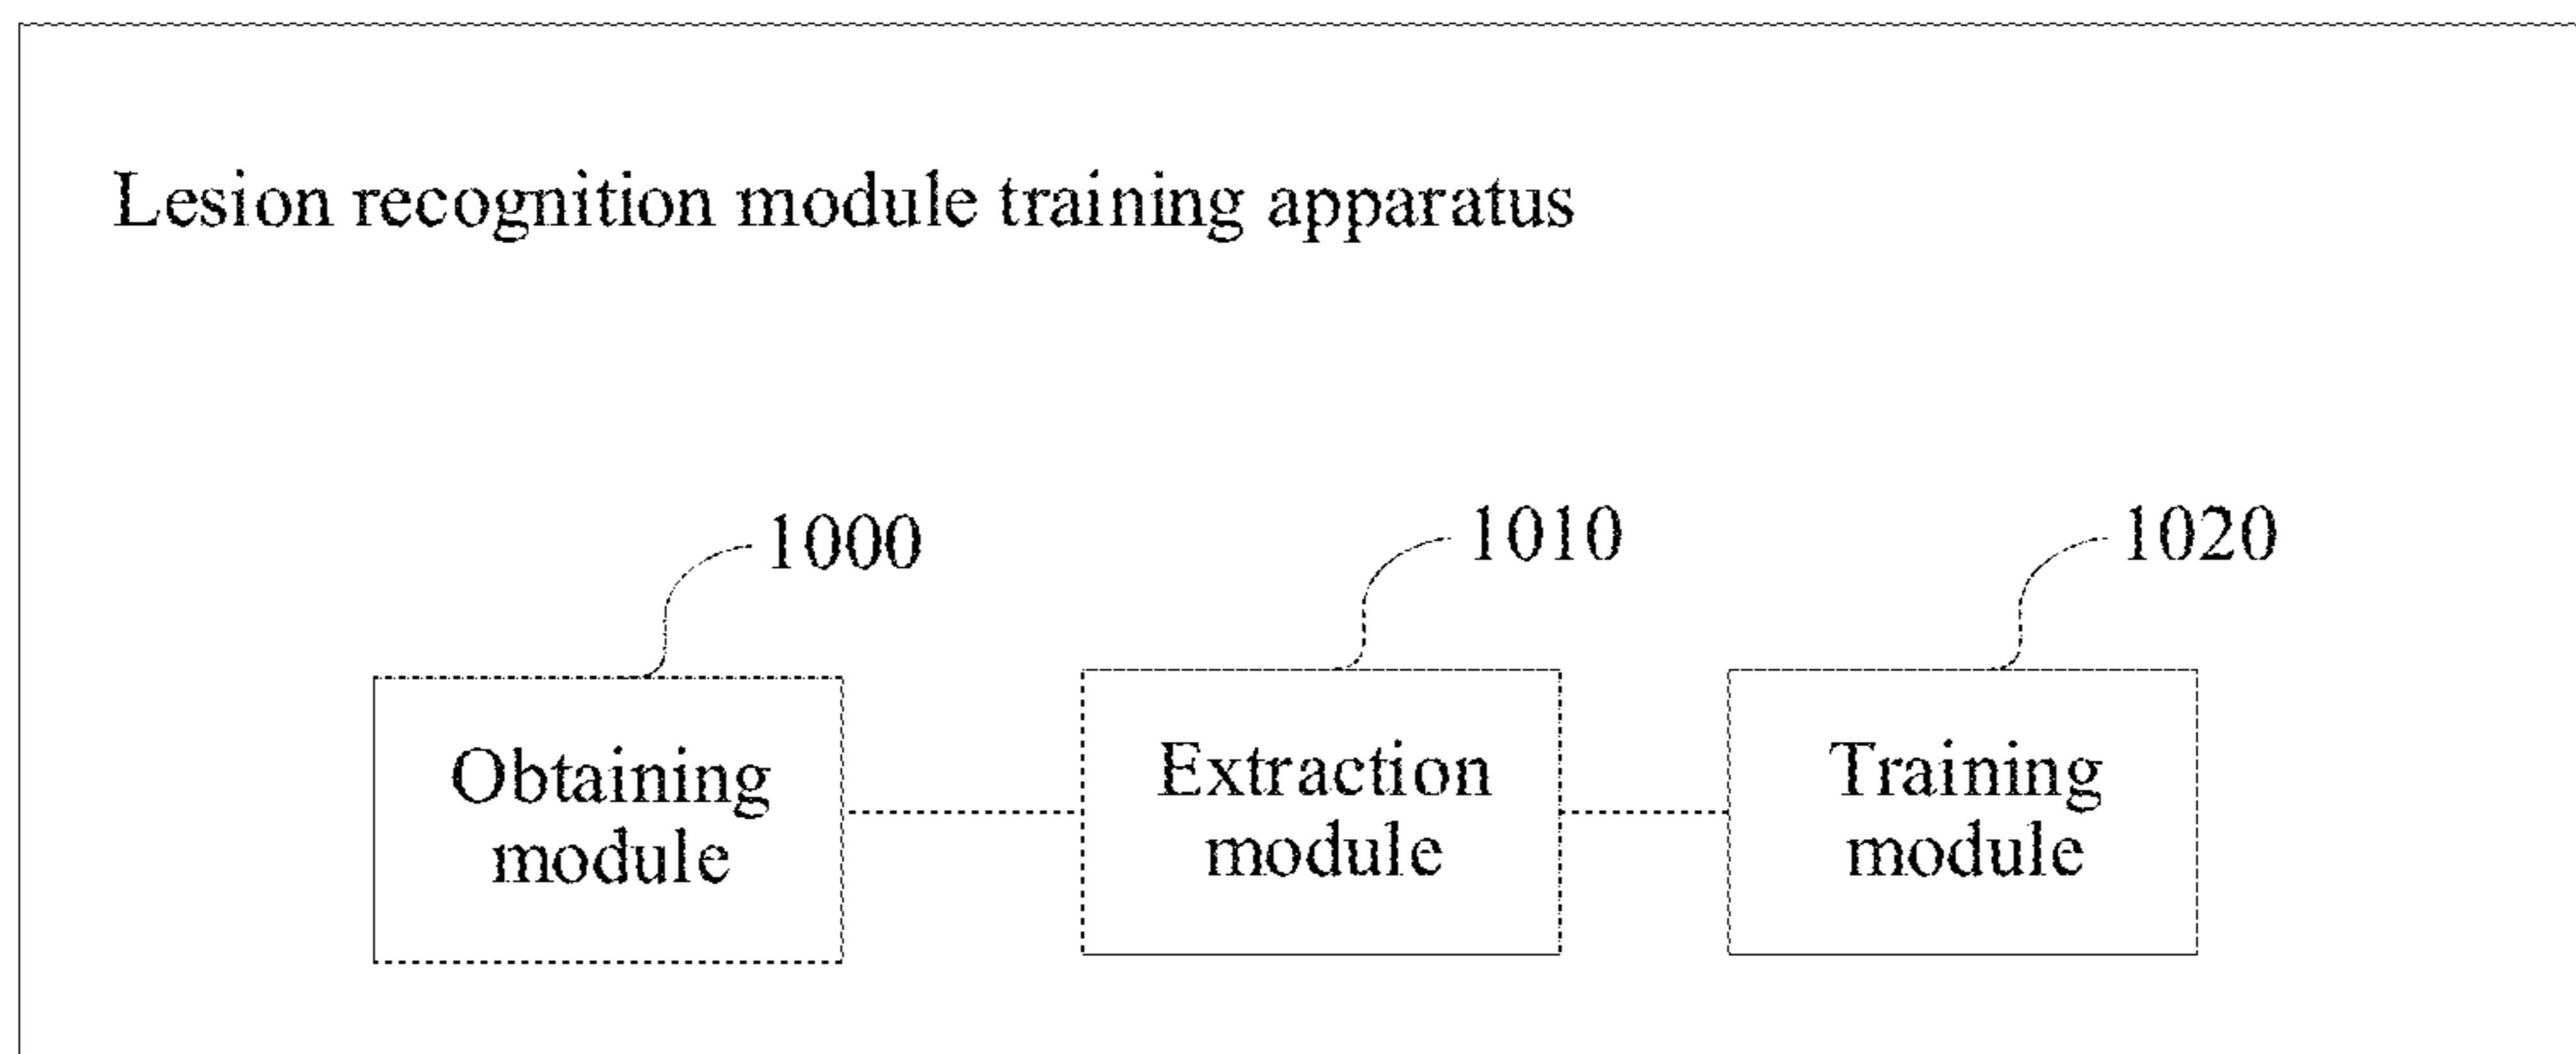 Lesion recognition module training apparatus
1000
1010
1020
Obtaining
module
Extraction
module
Training
module